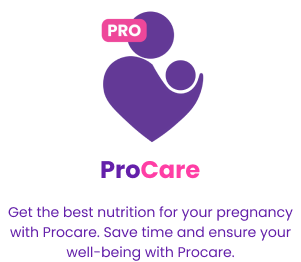 PRO
ProCare
Get the best nutrition for your pregnancy
with Procare. Save time and ensure your
well-being with Procare.